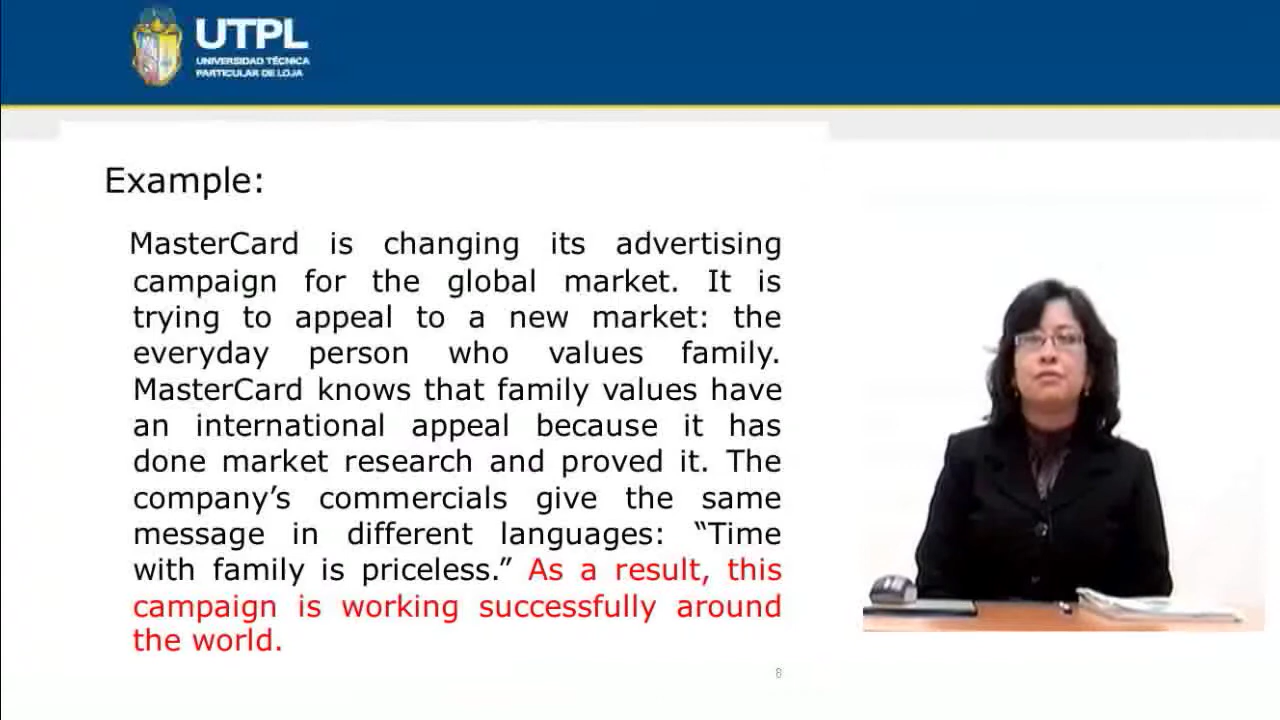 UTPL
UNIVERSIDAD TÉCNICA
PARTICULAR DE LOJA
Example:
MasterCard is changing its advertising
campaign for the global market. It is
trying to appeal to a new market: the
everyday person who values family.
MasterCard knows that family values have
an international appeal because it has
done market research and proved it. The
company’s commercials give the same
message in different languages: “Time
with family is priceless.” As a result, this
campaign is working successfully around
the world.
8